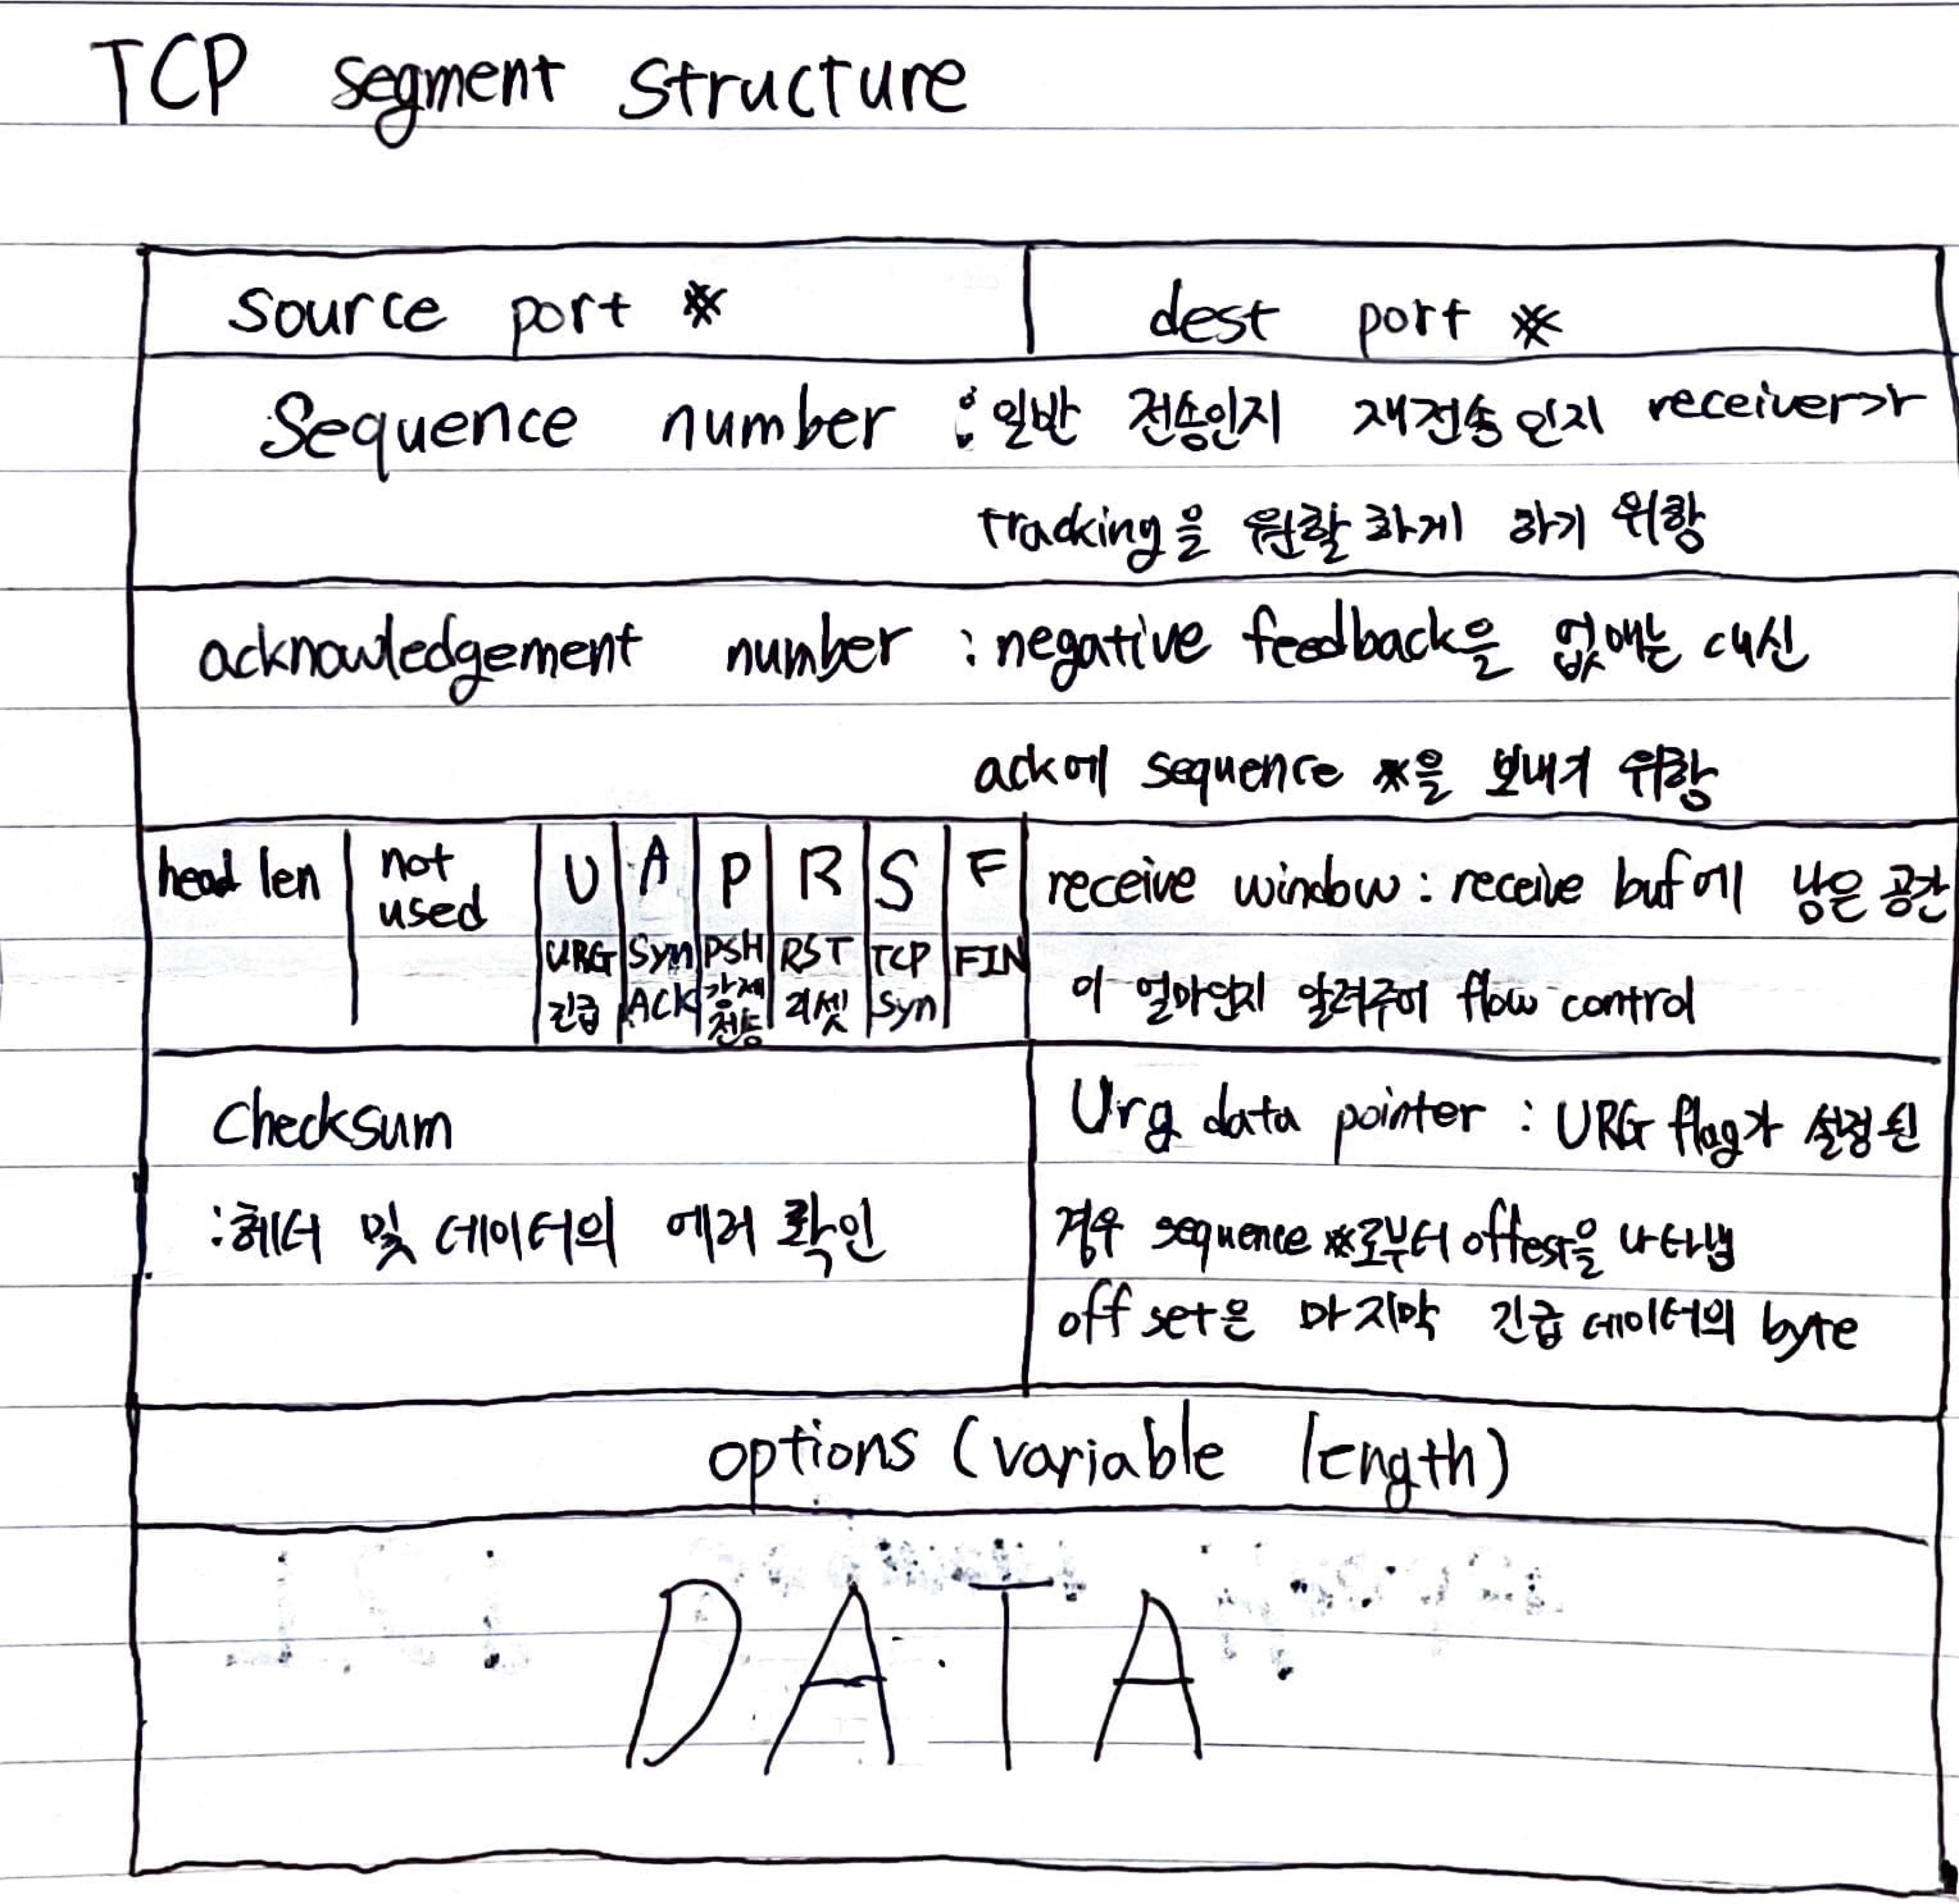 TCP segment structure
source port # dest port #
Sequence number : 일반 전송인지 재전송인지 receiver가
tracking을 원활하게 하기 위함
acknowledgement number : negative feedback을 없애는 대신
ack에 sequence #을 보내기 위함
head len not used U A P R S F receive window : receive buf에 남은 공간
URG 긴급 Syn ACK PSH 강제 전송 RST 리셋 TCP Syn FIN 이 얼마인지 알려주어 flow control
checksum Urg data pointer : URG flag가 설정된
:헤더 및 데이터의 에러 확인 경우 sequence #로부터 offest을 나타냄
offset은 마지막 긴급 데이터의 byte
options (variable length)
DATA